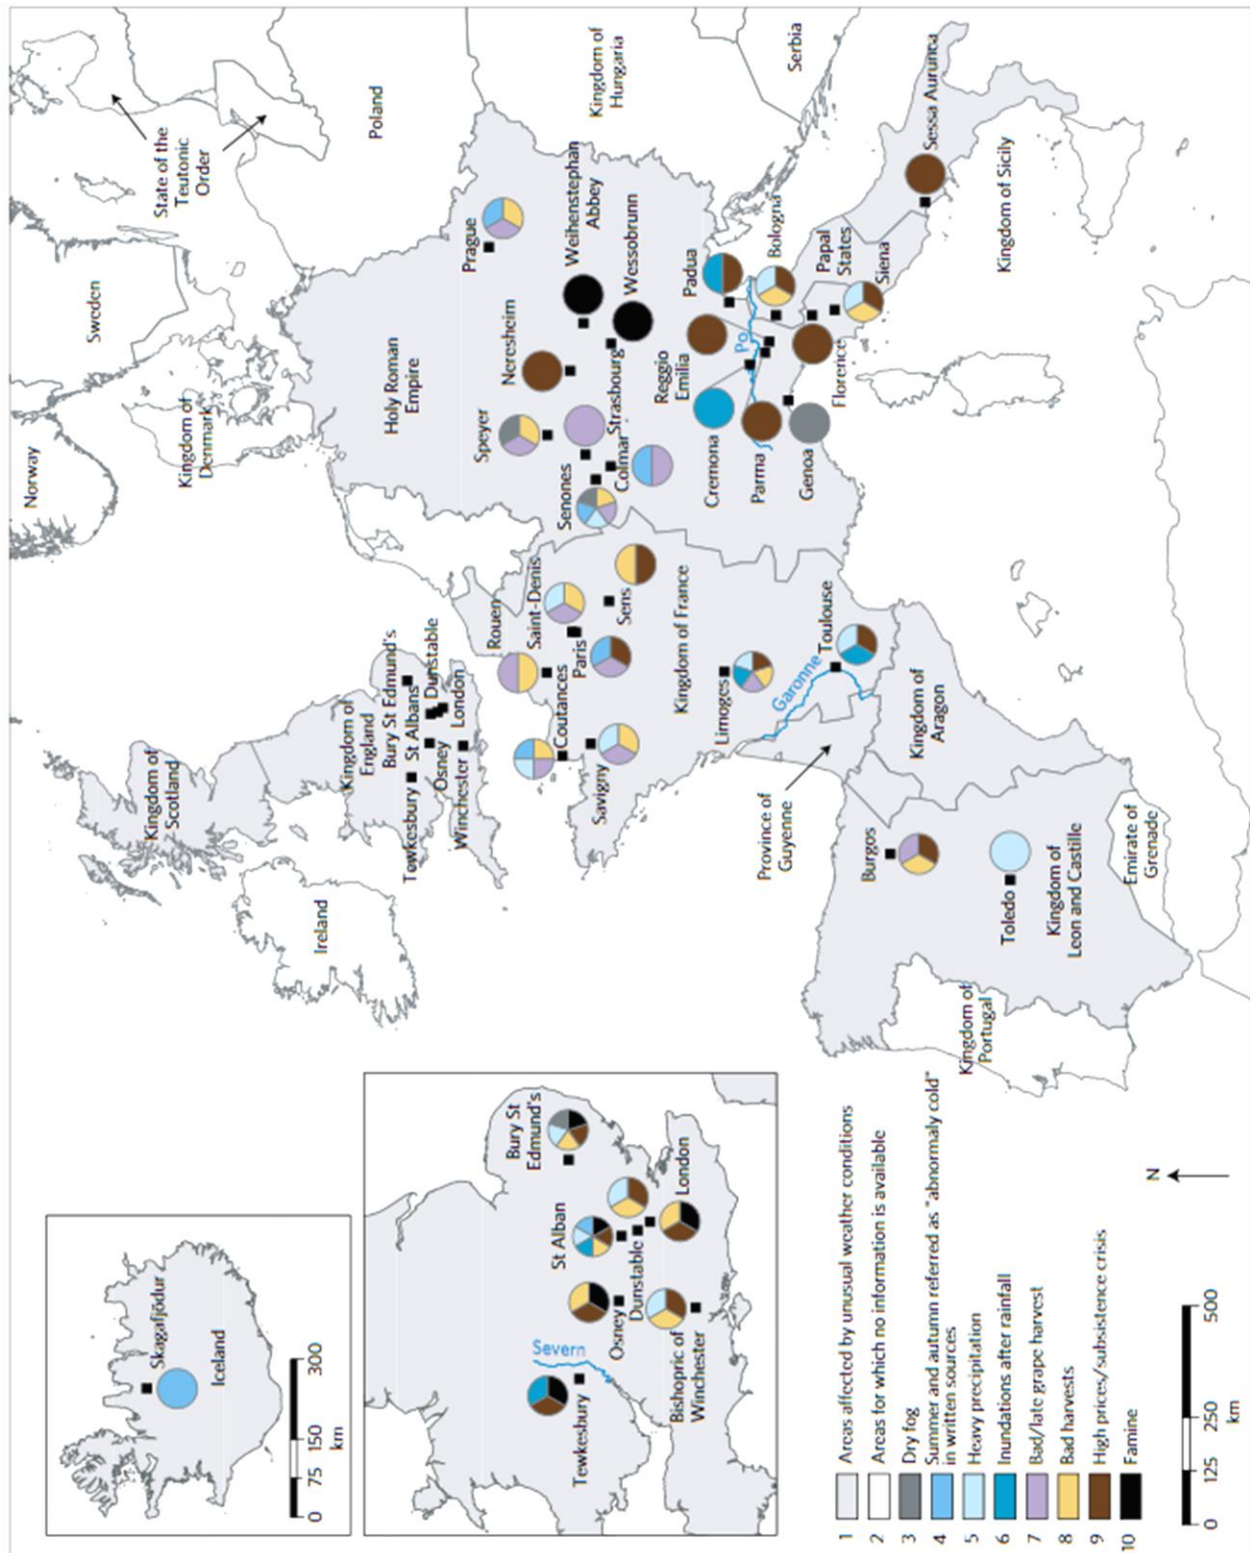 Skagafjödur
Iceland
0
75
150
300
km
Bury St
Edmund's
St Alban
Dunstable
London
Osney
Severn
Tewkesbury
Bishopric of
Winchester
1 Areas affected by unusual weather conditions
2 Areas for which no information is available
3 Dry fog
4 Summer and autumn referred as "abnormaly cold"
in written sources
5 Heavy precipitation
6 Inundations after rainfall
7 Bad/late grape harvest
8 Bad harvests
9 High prices/subsistence crisis
10 Famine
0
125
250
500
km
N
Norway
Sweden
State of the
Teutonic
Order
Kingdom of
Denmark
Poland
Kingdom of
Scotland
Ireland
Kingdom of
England
Bury St Edmund's
St Albans
Dunstable
Tewkesbury
Osney
London
Winchester
Holy Roman
Empire
Prague
Kingdom of
Hungaria
Serbia
Rouen
Saint-Denis
Coutances
Paris
Savigny
Sens
Senones
Colmar
Speyer
Strasbourg
Neresheim
Weihenstephan
Abbey
Wessobrunn
Kingdom of France
Limoges
Garonne
Toulouse
Province of
Guyenne
Cremona
Parma
Genoa
Reggio
Emilia
Po
Padua
Bologna
Florence
Papal
States
Siena
Sessa Aurunca
Kingdom of Sicily
Kingdom of
Aragon
Burgos
Toledo
Kingdom of
Leon and Castille
Emirate of
Grenade
Kingdom of
Portugal